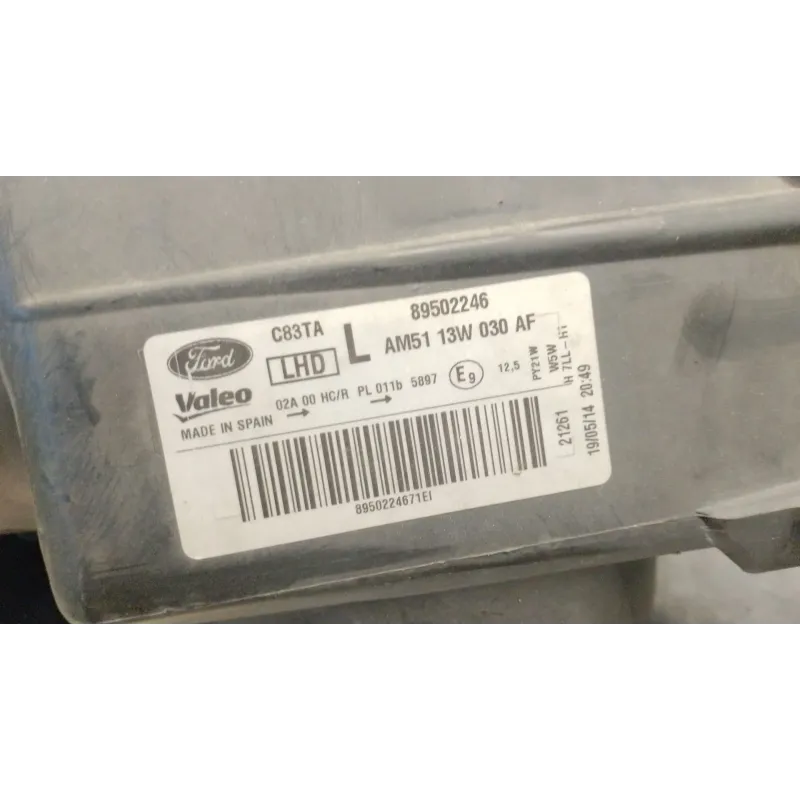 C83TA 89502246
Ford LHD L AM51 13W 030 AF
Valeo 02A 00 HC/R PL 011b 5897 E9 12,5
MADE IN SPAIN
8950224671EI
PY21W
W5W
H 7LL-H1
21261
19/05/14 20:49